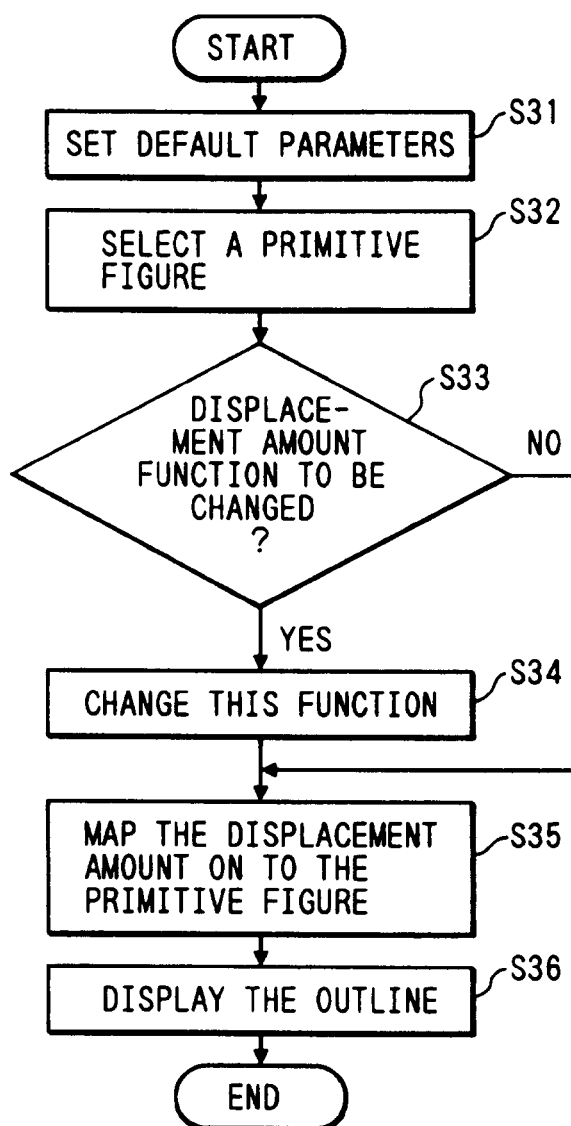 START
S31
SET DEFAULT PARAMETERS
S32
SELECT A PRIMITIVE
FIGURE
S33
DISPLACE-
MENT AMOUNT
FUNCTION TO BE
CHANGED
?
NO
YES
S34
CHANGE THIS FUNCTION
S35
MAP THE DISPLACEMENT
AMOUNT ON TO THE
PRIMITIVE FIGURE
S36
DISPLAY THE OUTLINE
END